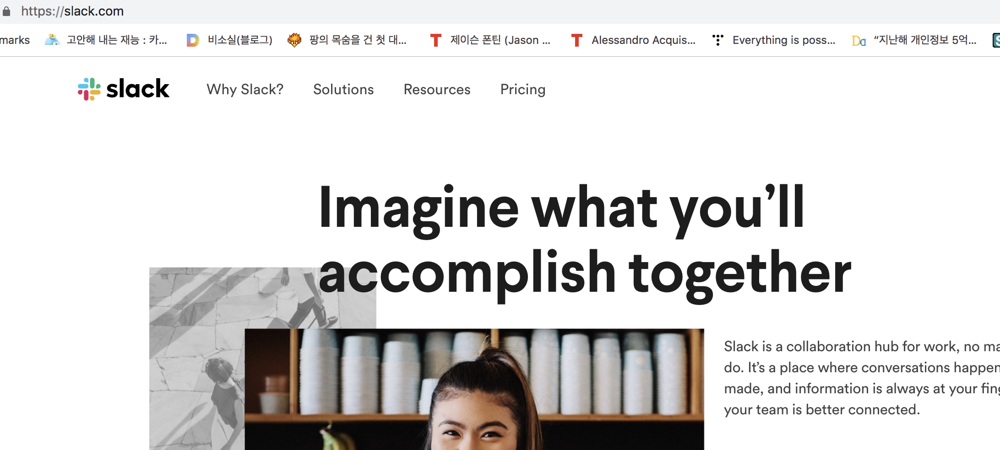 https://slack.com
marks 고안해 내는 재능 : 카... 비소실(블로그) 팡의 목숨을 건 첫 대... 제이슨 폰틴 (Jason ... Alessandro Acquis... Everything is poss... “지난해 개인정보 5억...
slack Why Slack? Solutions Resources Pricing
Imagine what you’ll
accomplish together
Slack is a collaboration hub for work, no ma
do. It’s a place where conversations happen
made, and information is always at your fing
your team is better connected.